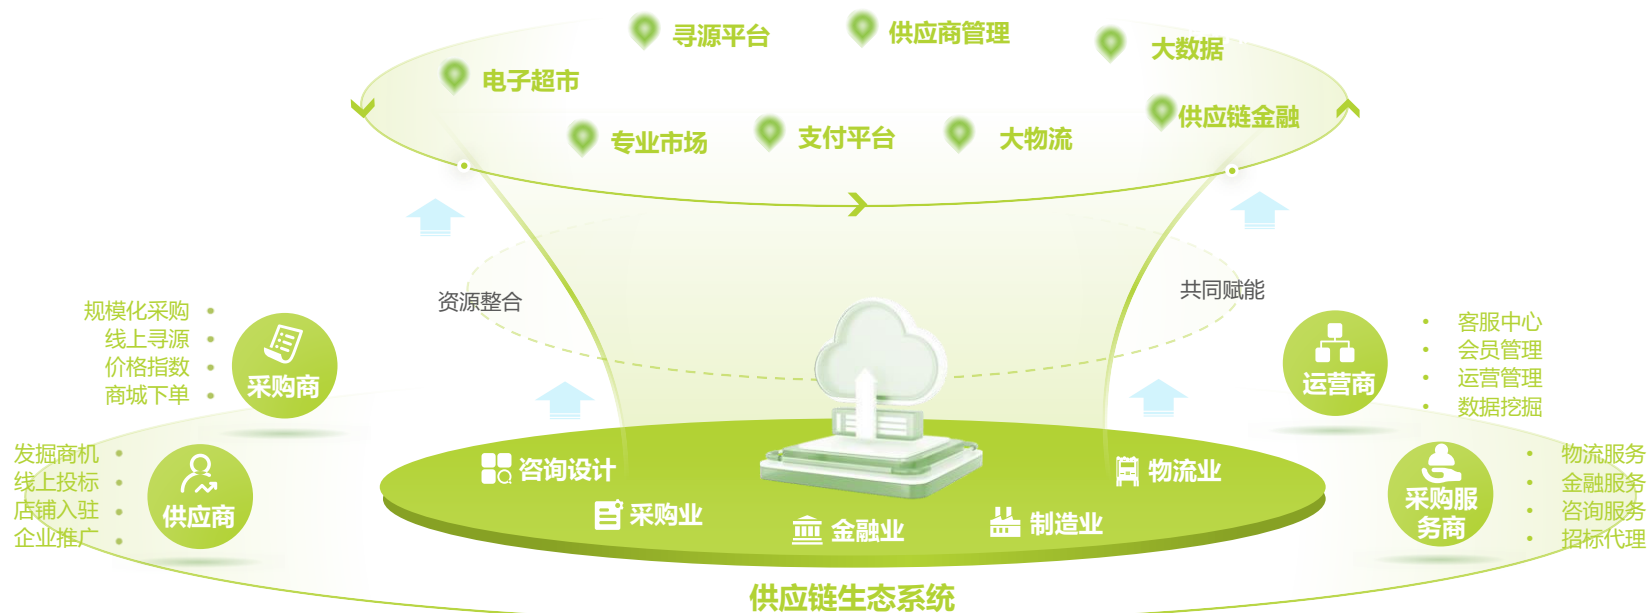 寻源平台
供应商管理
大数据
电子超市
供应链金融
专业市场
支付平台
大物流
资源整合
共同赋能
规模化采购
线上寻源
价格指数
商城下单
采购商
运营商
客服中心
会员管理
运营管理
数据挖掘
发掘商机
线上投标
店铺入驻
企业推广
供应商
咨询设计
采购业
金融业
制造业
物流业
采购服
务商
物流服务
金融服务
咨询服务
招标代理
供应链生态系统